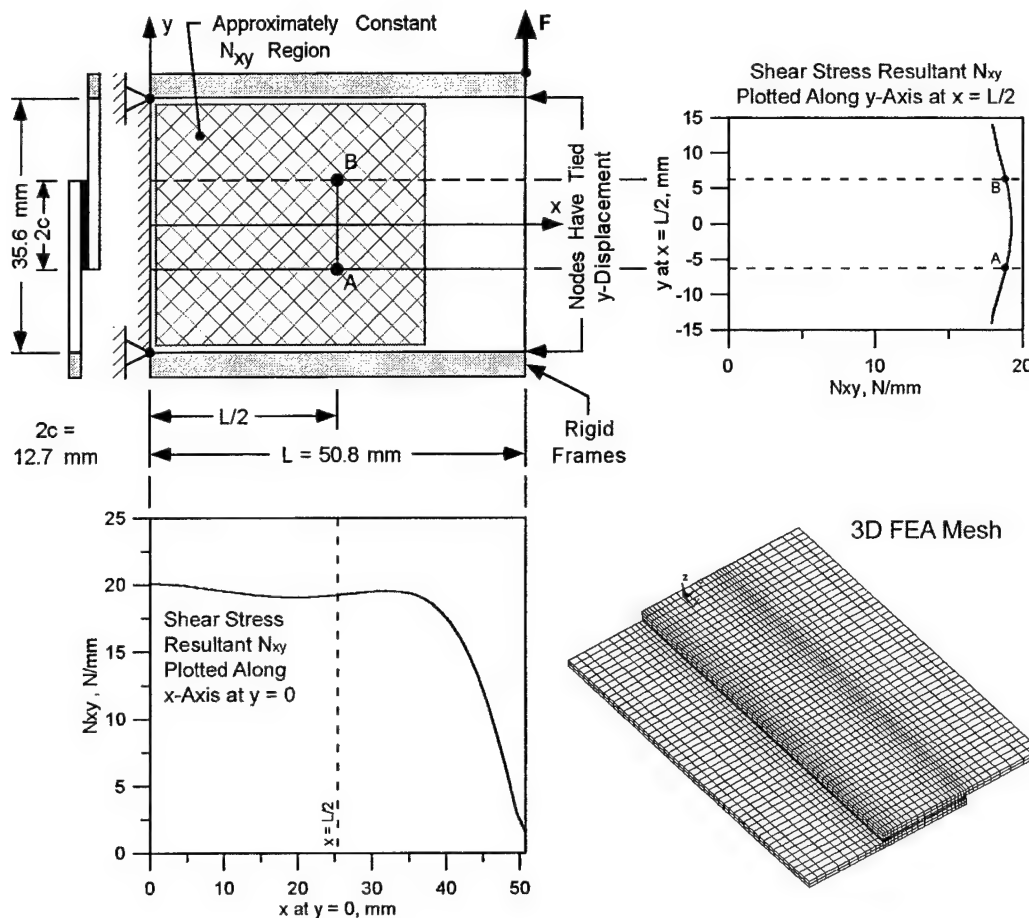 y
Approximately Constant
Nxy Region
F
35.6 mm
2c
B
x
A
Nodes Have Tied
y-Displacement
L/2
L = 50.8 mm
2c =
12.7 mm
Rigid
Frames
Shear Stress Resultant Nxy
Plotted Along y-Axis at x = L/2
y at x = L/2, mm
15
10
5
0
-5
-10
-15
B
A
0
10
20
Nxy, N/mm
Nxy , N/mm
25
20
15
10
5
0
Shear Stress
Resultant Nxy
Plotted Along
x-Axis at y = 0
x = L/2
0
10
20
30
40
50
x at y = 0, mm
3D FEA Mesh
z